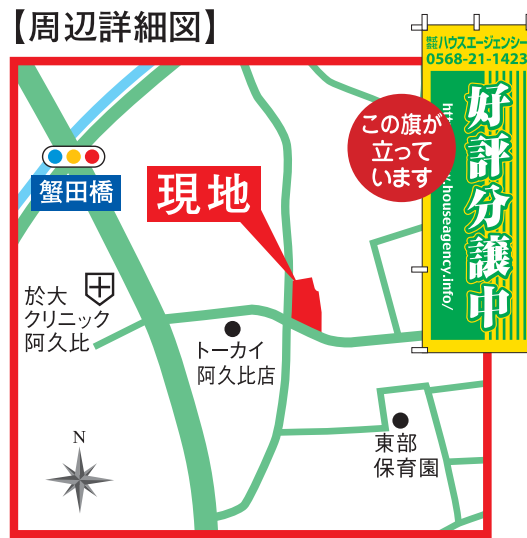 【周辺詳細図】
株式会社ハウスエージェンシー
0568-21-1423
この旗が
立って
います
好評分譲中
houseagency.info/
蟹田橋
現地
於大
クリニック
阿久比
トーカイ
阿久比店
東部
保育園
N